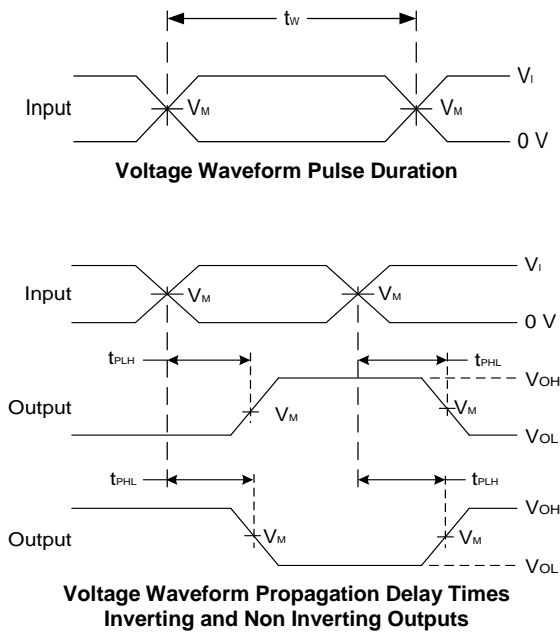 tW
VI
Input
VM
VM
0 V
Voltage Waveform Pulse Duration
VI
Input
VM
VM
0 V
tPLH
tPHL
VOH
Output
VM
VM
VOL
tPHL
tPLH
VOH
Output
VM
VM
VOL
Voltage Waveform Propagation Delay Times
Inverting and Non Inverting Outputs